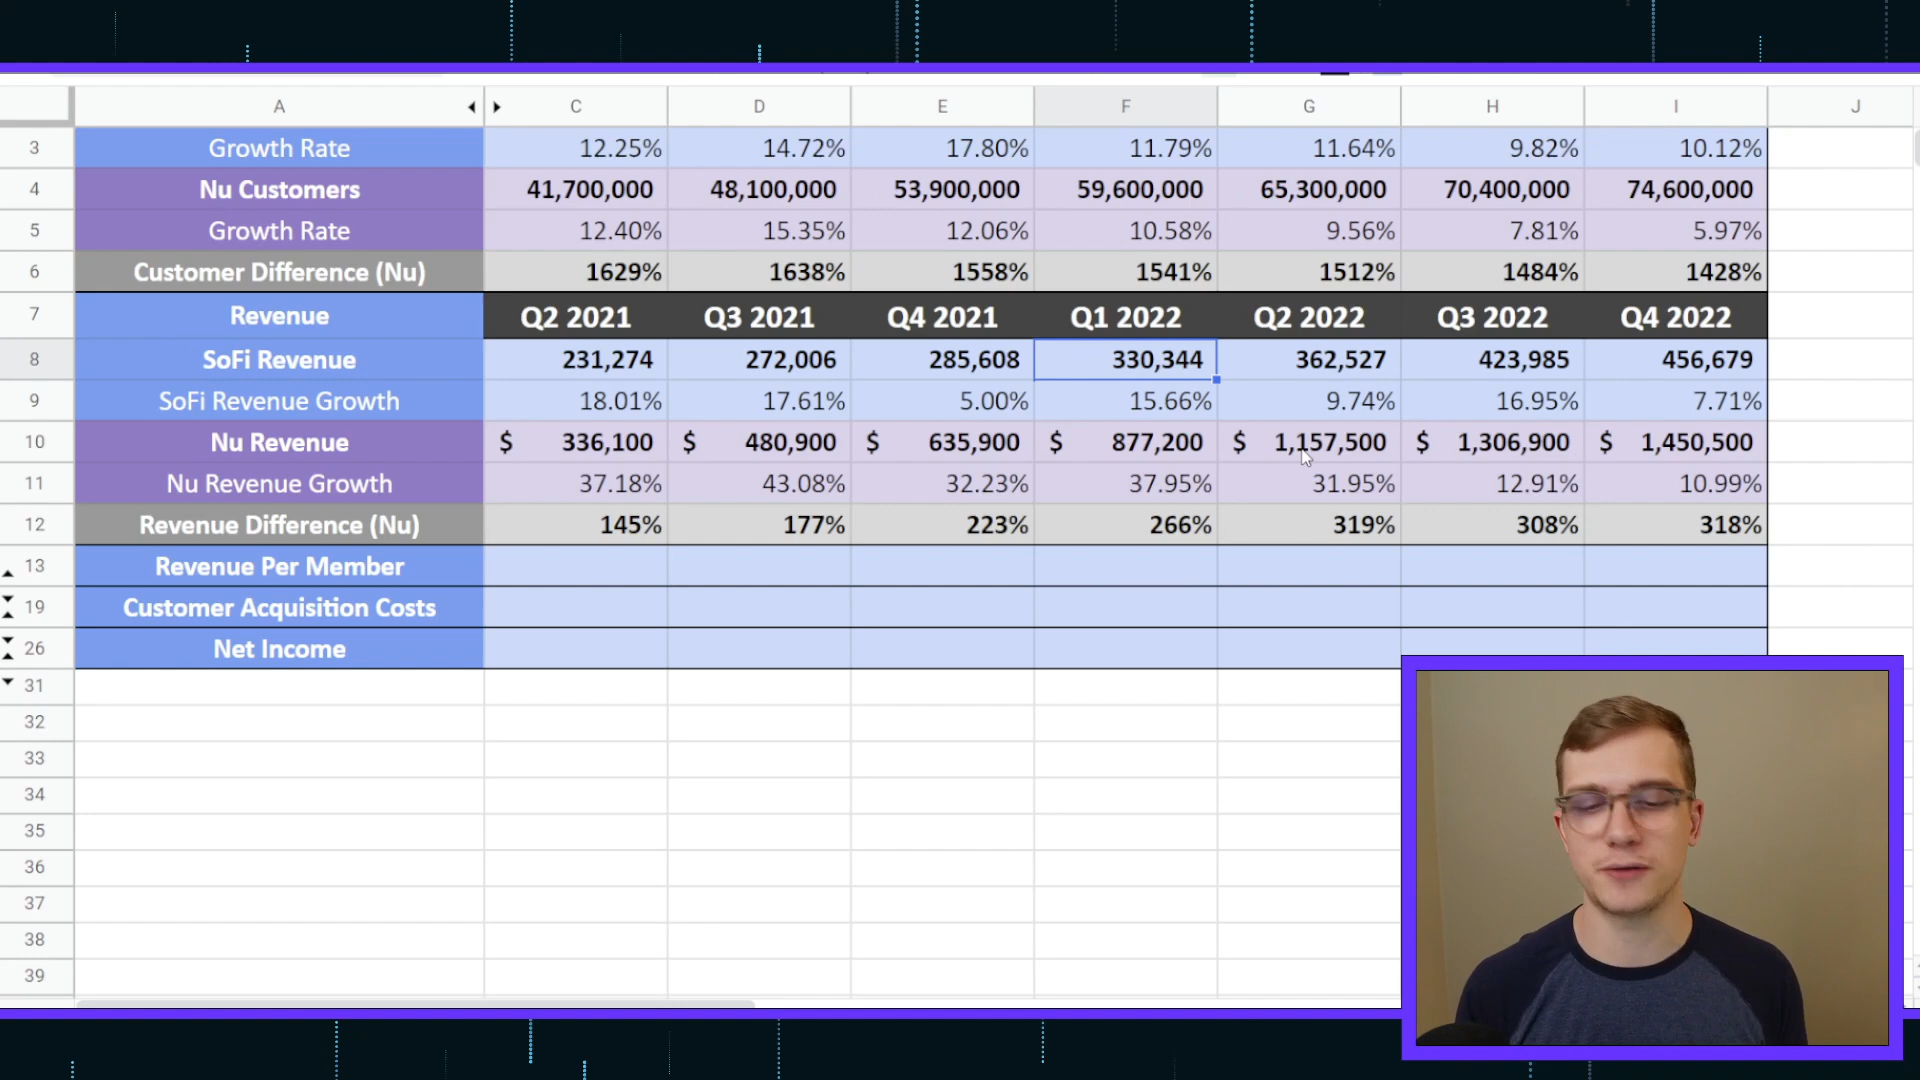 A C D E F G H I J
3 Growth Rate 12.25% 14.72% 17.80% 11.79% 11.64% 9.82% 10.12%
4 Nu Customers 41,700,000 48,100,000 53,900,000 59,600,000 65,300,000 70,400,000 74,600,000
5 Growth Rate 12.40% 15.35% 12.06% 10.58% 9.56% 7.81% 5.97%
6 Customer Difference (Nu) 1629% 1638% 1558% 1541% 1512% 1484% 1428%
7 Revenue Q2 2021 Q3 2021 Q4 2021 Q1 2022 Q2 2022 Q3 2022 Q4 2022
8 SoFi Revenue 231,274 272,006 285,608 330,344 362,527 423,985 456,679
9 SoFi Revenue Growth 18.01% 17.61% 5.00% 15.66% 9.74% 16.95% 7.71%
10 Nu Revenue $ 336,100 $ 480,900 $ 635,900 $ 877,200 $ 1,157,500 $ 1,306,900 $ 1,450,500
11 Nu Revenue Growth 37.18% 43.08% 32.23% 37.95% 31.95% 12.91% 10.99%
12 Revenue Difference (Nu) 145% 177% 223% 266% 319% 308% 318%
13 Revenue Per Member
19 Customer Acquisition Costs
26 Net Income
31
32
33
34
35
36
37
38
39